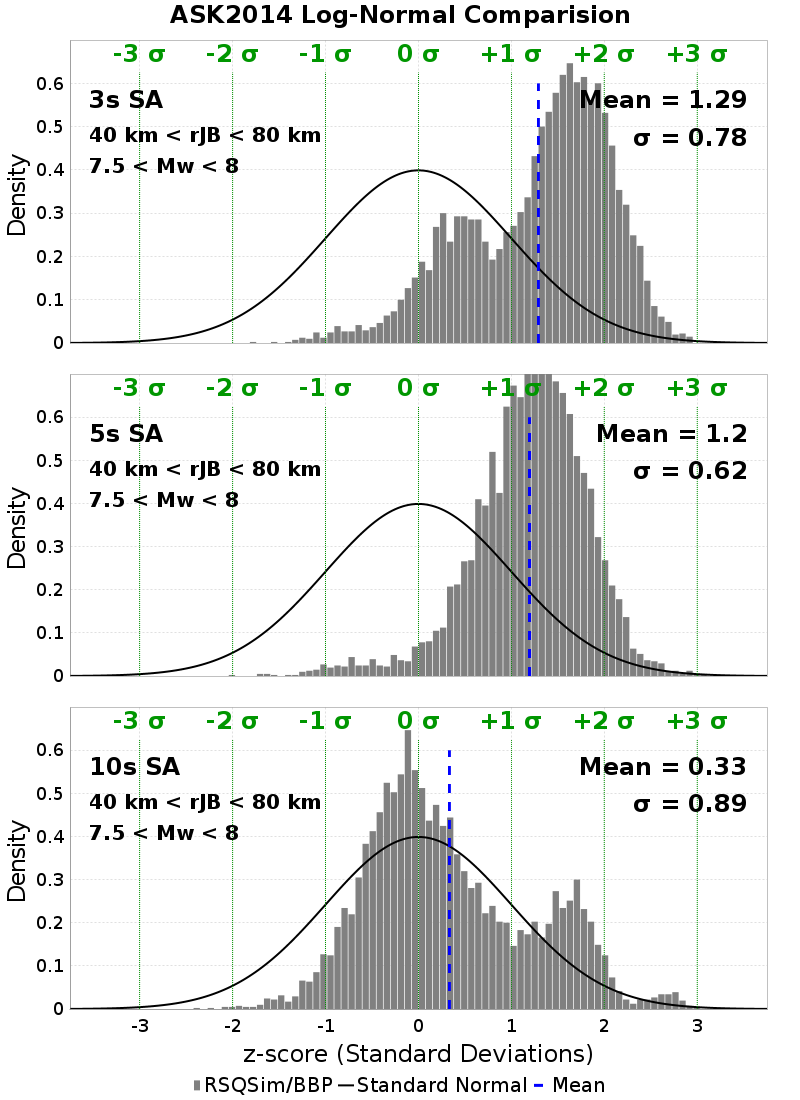 ASK2014 Log-Normal Comparision
-3 σ -2 σ -1 σ 0 σ +1 σ +2 σ +3 σ
3s SA
Mean = 1.29
40 km < rJB < 80 km
σ = 0.78
7.5 < Mw < 8
Density
0.6
0.5
0.4
0.3
0.2
0.1
0
-3 σ -2 σ -1 σ 0 σ +1 σ +2 σ +3 σ
5s SA
Mean = 1.2
40 km < rJB < 80 km
σ = 0.62
7.5 < Mw < 8
Density
0.6
0.5
0.4
0.3
0.2
0.1
0
-3 σ -2 σ -1 σ 0 σ +1 σ +2 σ +3 σ
10s SA
Mean = 0.33
40 km < rJB < 80 km
σ = 0.89
7.5 < Mw < 8
Density
0.6
0.5
0.4
0.3
0.2
0.1
0
-3 -2 -1 0 1 2 3
z-score (Standard Deviations)
RSQSim/BBP Standard Normal Mean